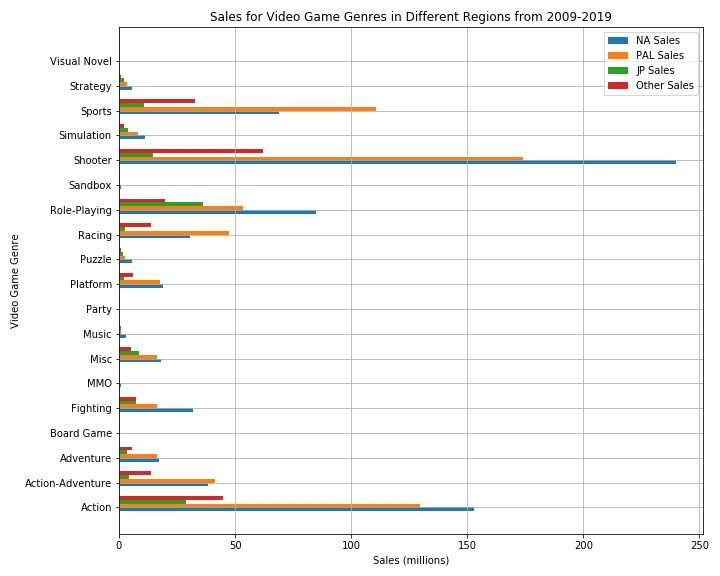 Sales for Video Game Genres in Different Regions from 2009-2019
NA Sales
PAL Sales
JP Sales
Other Sales
Video Game Genre
Visual Novel
Strategy
Sports
Simulation
Shooter
Sandbox
Role-Playing
Racing
Puzzle
Platform
Party
Music
Misc
MMO
Fighting
Board Game
Adventure
Action-Adventure
Action
0 50 100 150 200 250
Sales (millions)